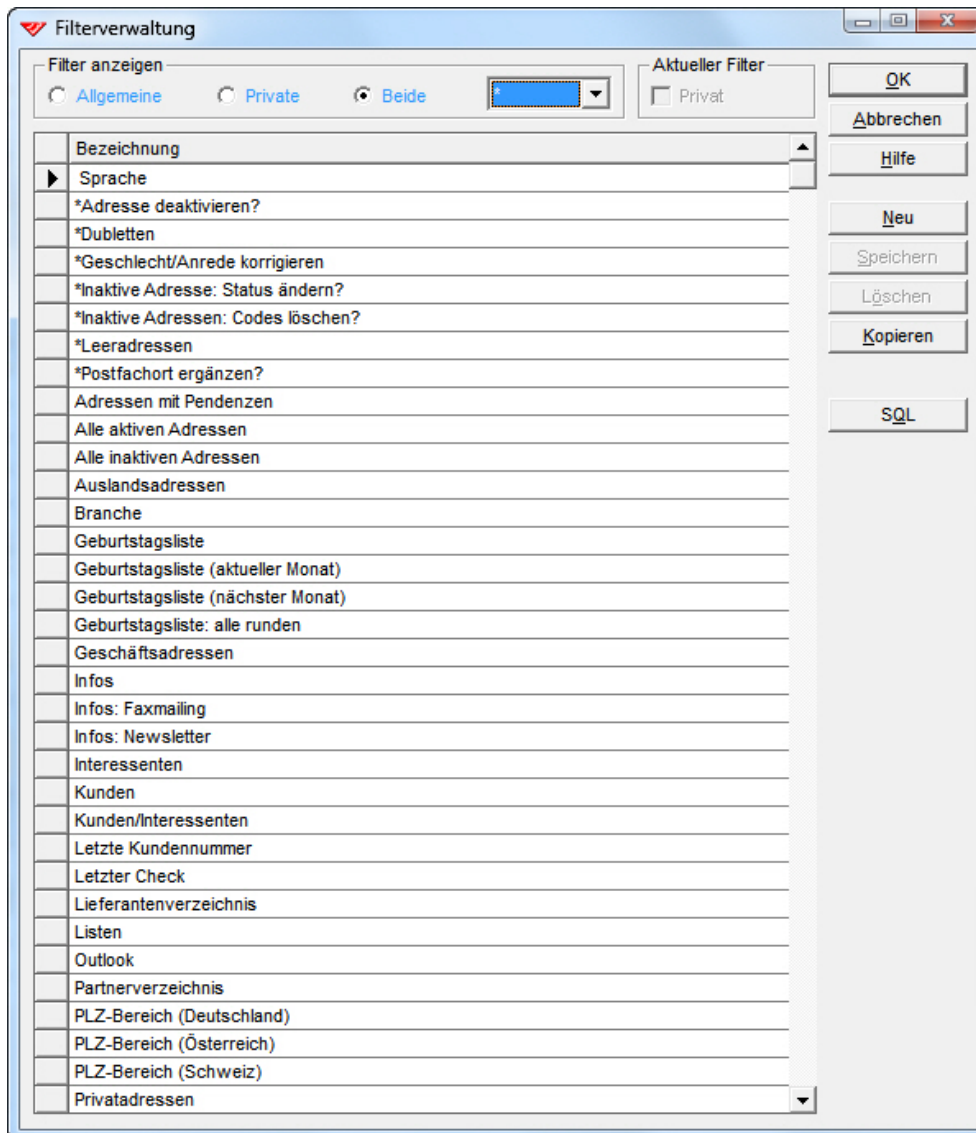 Filterverwaltung
Filter anzeigen
Allgemeine Private Beide *
Aktueller Filter
Privat
OK
Abbrechen
Hilfe
Neu
Speichern
Löschen
Kopieren
SQL
Bezeichnung
Sprache
*Adresse deaktivieren?
*Dubletten
*Geschlecht/Anrede korrigieren
*Inaktive Adresse: Status ändern?
*Inaktive Adressen: Codes löschen?
*Leeradressen
*Postfachort ergänzen?
Adressen mit Pendenzen
Alle aktiven Adressen
Alle inaktiven Adressen
Auslandsadressen
Branche
Geburtstagsliste
Geburtstagsliste (aktueller Monat)
Geburtstagsliste (nächster Monat)
Geburtstagsliste: alle runden
Geschäftsadressen
Infos
Infos: Faxmailing
Infos: Newsletter
Interessenten
Kunden
Kunden/Interessenten
Letzte Kundennummer
Letzter Check
Lieferantenverzeichnis
Listen
Outlook
Partnerverzeichnis
PLZ-Bereich (Deutschland)
PLZ-Bereich (Österreich)
PLZ-Bereich (Schweiz)
Privatadressen